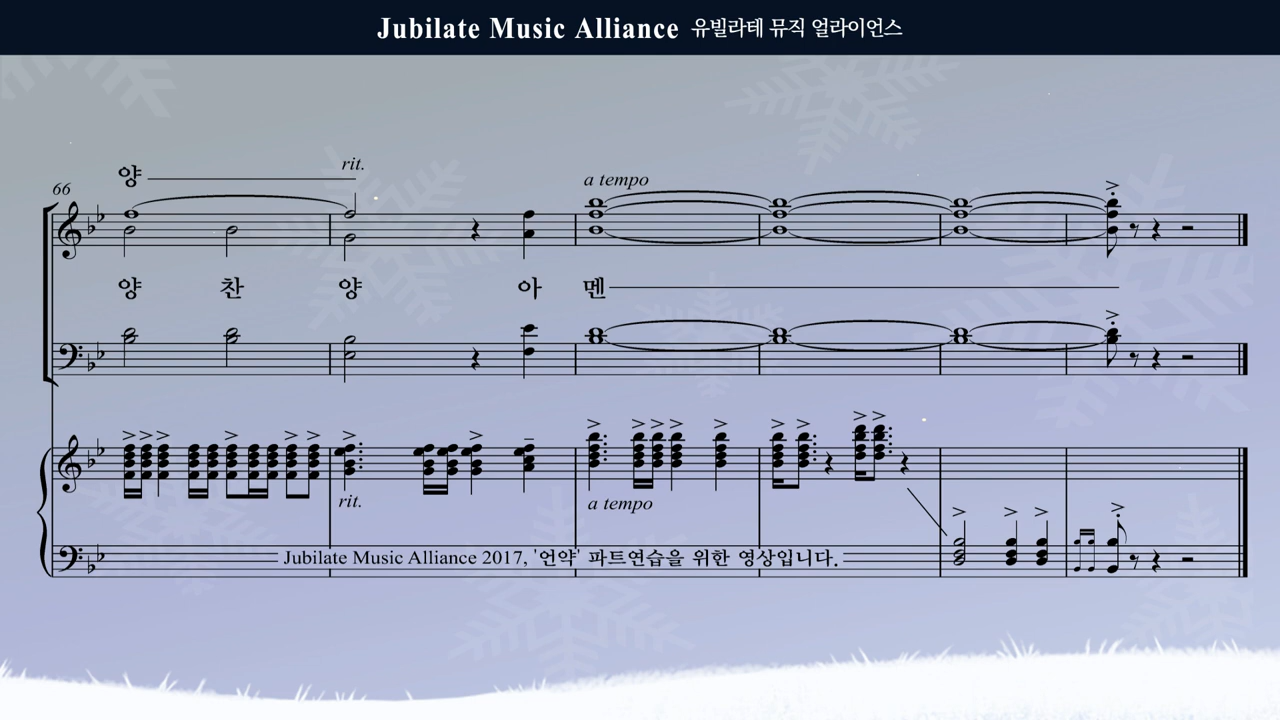 Jubilate Music Alliance 유빌라테 뮤직 얼라이언스
rit.
양
66
a tempo
양 찬 양 아 멘
rit.
a tempo
Jubilate Music Alliance 2017, '언약' 파트연습을 위한 영상입니다.